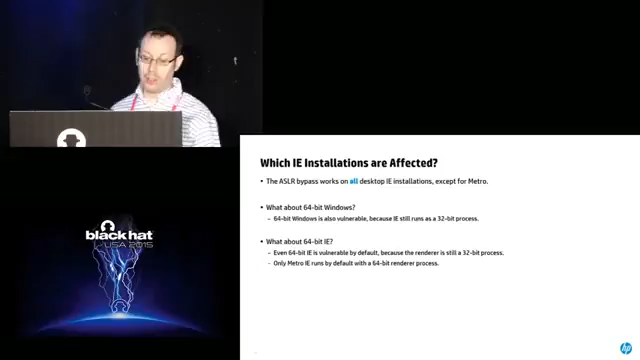 black hat
USA 2015
Which IE Installations are Affected?
• The ASLR bypass works on all desktop IE installations, except for Metro.
• What about 64-bit Windows?
– 64-bit Windows is also vulnerable, because IE still runs as a 32-bit process.
• What about 64-bit IE?
– Even 64-bit IE is vulnerable by default, because the renderer is still a 32-bit process.
– Only Metro IE runs by default with a 64-bit renderer process.
hp